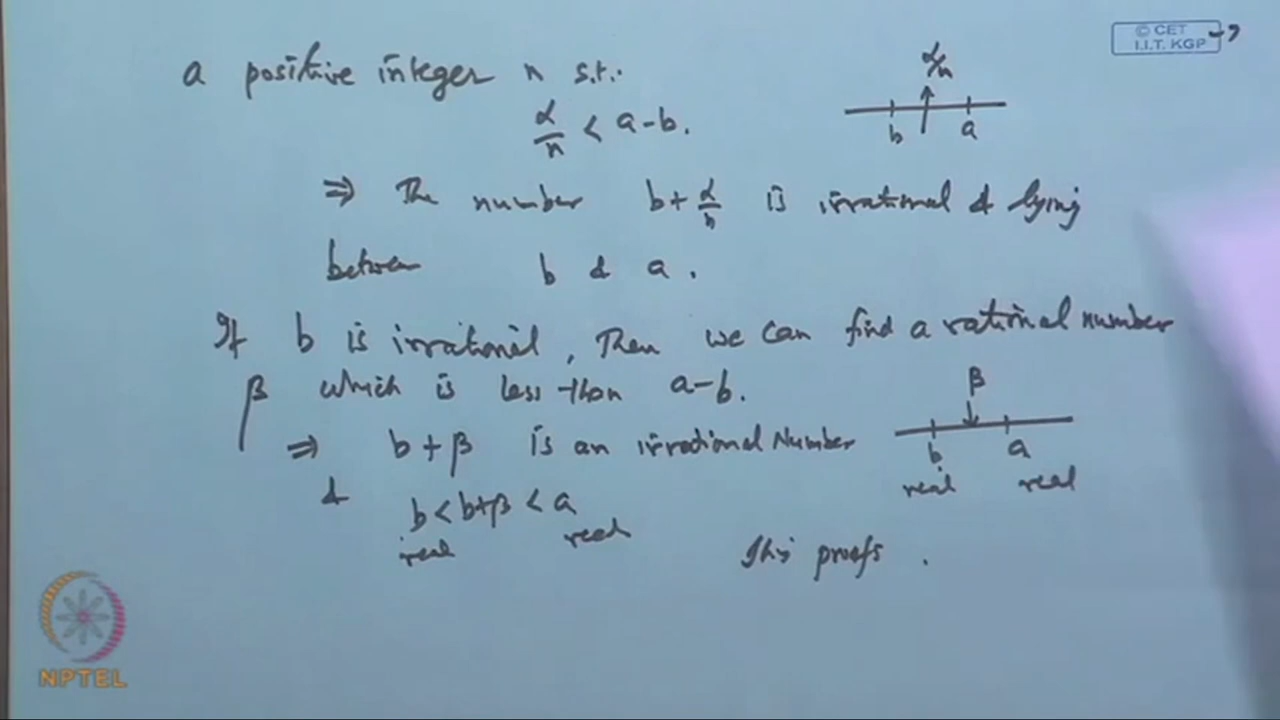 © CET
I.I.T. KGP
a positive integer n s.t.
α/n < a-b.
α/n
b a
⇒ The number b+α/n is irrational & lying
between b & a.
If b is irrational, Then we can find a rational number
β which is less than a-b.
β
⇒ b+β is an irrational Number
b a
real real
& b<b+β<a
real real
This proofs.
NPTEL